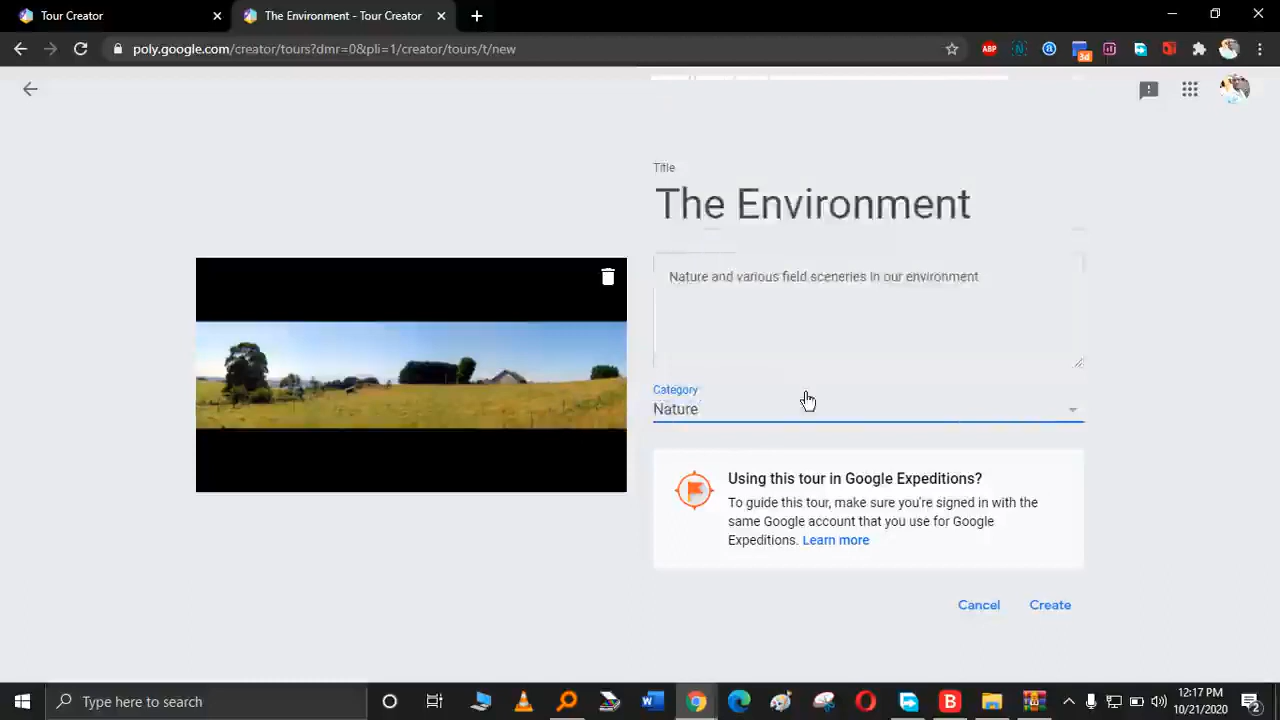 Tour Creator
The Environment - Tour Creator
poly.google.com/creator/tours?dmr=0&pli=1/creator/tours/t/new
ABP
N
a
3d
Title
The Environment
Nature and various field sceneries in our environment
Category
Nature
Using this tour in Google Expeditions?
To guide this tour, make sure you're signed in with the
same Google account that you use for Google
Expeditions. Learn more
Cancel
Create
Type here to search
W
B
12:17 PM
10/21/2020
2